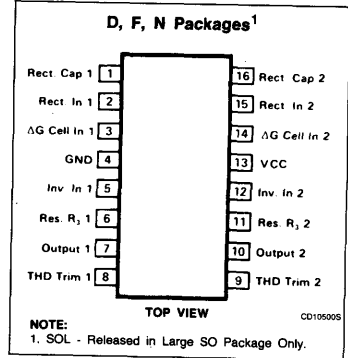 D, F, N Packages1
Rect. Cap 1 1 16 Rect. Cap 2
Rect. In 1 2 15 Rect. In 2
ΔG Cell In 1 3 14 ΔG Cell In 2
GND 4 13 VCC
Inv. In 1 5 12 Inv. In 2
Res. R3 1 6 11 Res. R3 2
Output 1 7 10 Output 2
THD Trim 1 8 9 THD Trim 2
TOP VIEW
CD10500S
NOTE:
1. SOL - Released in Large SO Package Only.